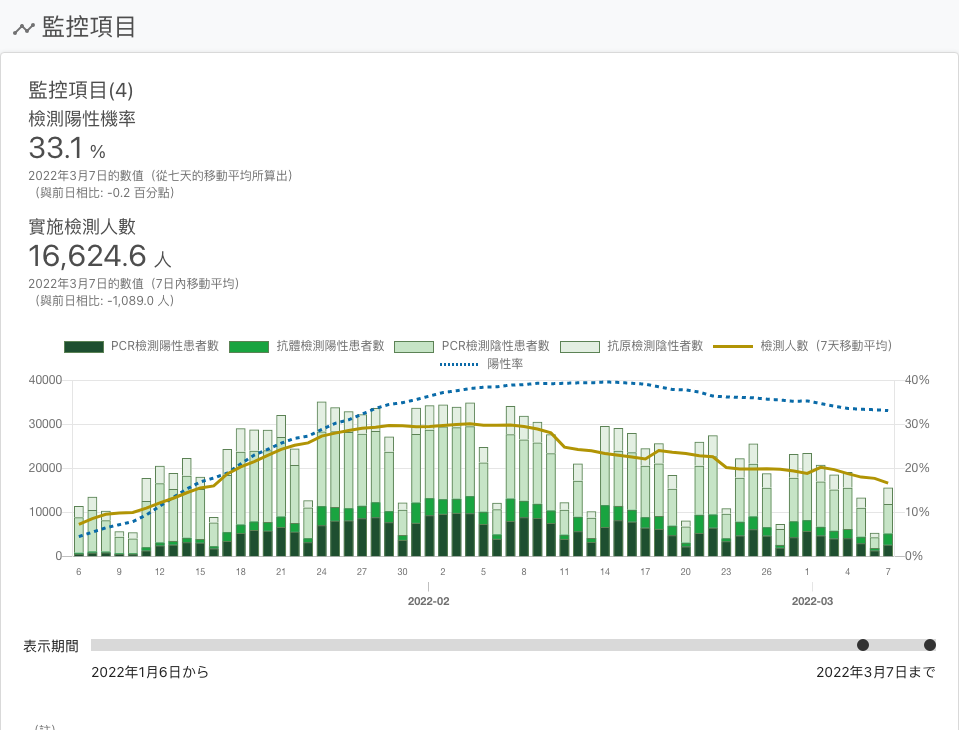 監控項目
監控項目(4)
檢測陽性機率
33.1 %
2022年3月7日的數值（從七天的移動平均所算出）
（與前日相比: -0.2 百分點）
實施檢測人數
16,624.6 人
2022年3月7日的數值（7日內移動平均）
（與前日相比: -1,089.0 人）
PCR檢測陽性患者數 抗體檢測陽性患者數 PCR檢測陰性患者數 抗原檢測陰性者數 檢測人數（7天移動平均）
陽性率
40000 40%
30000 30%
20000 20%
10000 10%
0 0%
6 9 12 15 18 21 24 27 30 2 5 8 11 14 17 20 23 26 1 4 7
2022-02 2022-03
表示期間
2022年1月6日から 2022年3月7日まで
（註）